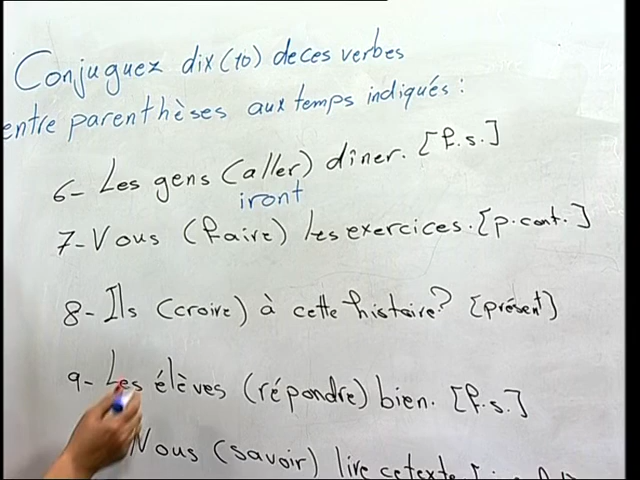 Conjuguez dix (10) de ces verbes
entre parenthèses aux temps indiqués :
6- Les gens (aller) dîner. [f.s.]
iront
7- Vous (faire) les exercices. [p.cont.]
8- Ils (croire) à cette histoire? [présent]
9- Les élèves (répondre) bien. [f.s.]
Nous (savoir) lire ce texte